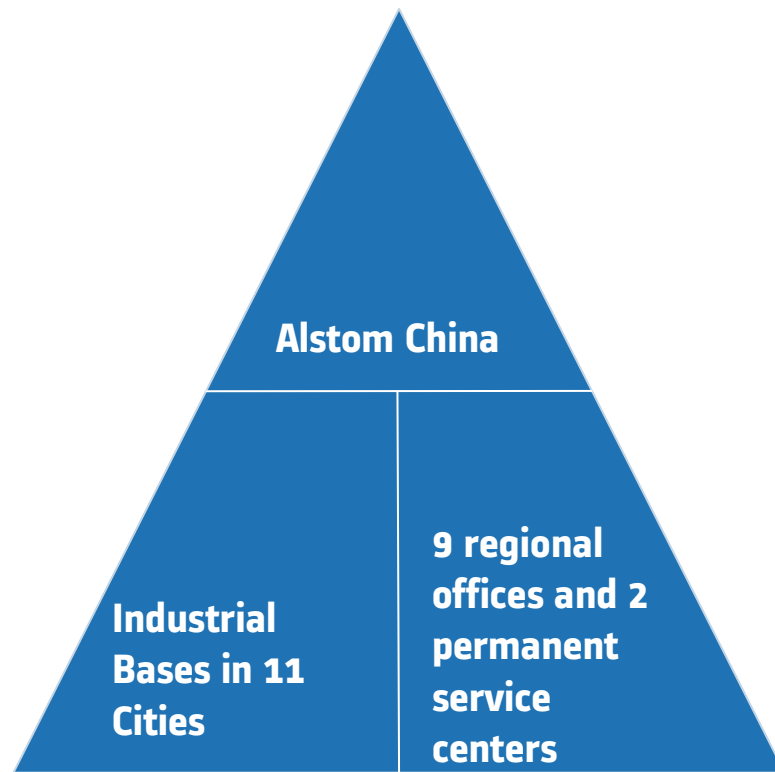 Alstom China
Industrial
Bases in 11
Cities
9 regional
offices and 2
permanent
service
centers